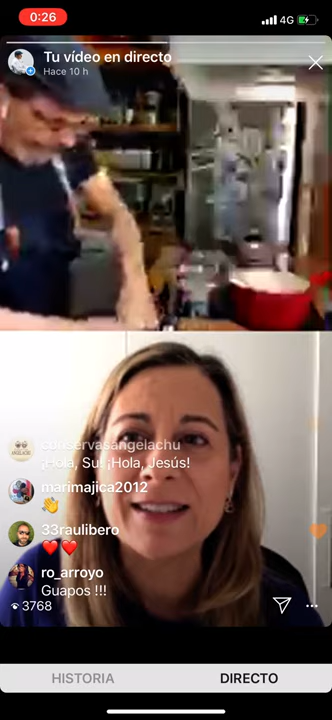 0:26
4G
Tu vídeo en directo
Hace 10 h
conservasangelachu
¡Hola, Su! ¡Hola, Jesús!
marimajica2012
👋
33raulibero
❤️❤️
ro_arroyo
Guapos !!!
3768
HISTORIA
DIRECTO